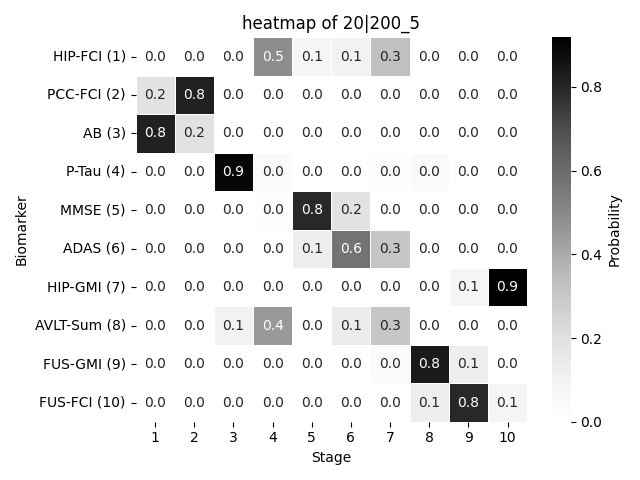 heatmap of 20|200_5
HIP-FCI (1) 0.0 0.0 0.0 0.5 0.1 0.1 0.3 0.0 0.0 0.0
PCC-FCI (2) 0.2 0.8 0.0 0.0 0.0 0.0 0.0 0.0 0.0 0.0
AB (3) 0.8 0.2 0.0 0.0 0.0 0.0 0.0 0.0 0.0 0.0
P-Tau (4) 0.0 0.0 0.9 0.0 0.0 0.0 0.0 0.0 0.0 0.0
MMSE (5) 0.0 0.0 0.0 0.0 0.8 0.2 0.0 0.0 0.0 0.0
ADAS (6) 0.0 0.0 0.0 0.0 0.1 0.6 0.3 0.0 0.0 0.0
HIP-GMI (7) 0.0 0.0 0.0 0.0 0.0 0.0 0.0 0.0 0.1 0.9
AVLT-Sum (8) 0.0 0.0 0.1 0.4 0.0 0.1 0.3 0.0 0.0 0.0
FUS-GMI (9) 0.0 0.0 0.0 0.0 0.0 0.0 0.0 0.8 0.1 0.0
FUS-FCI (10) 0.0 0.0 0.0 0.0 0.0 0.0 0.0 0.1 0.8 0.1
1 2 3 4 5 6 7 8 9 10
Stage
Biomarker
0.8
0.6
0.4
0.2
0.0
Probability